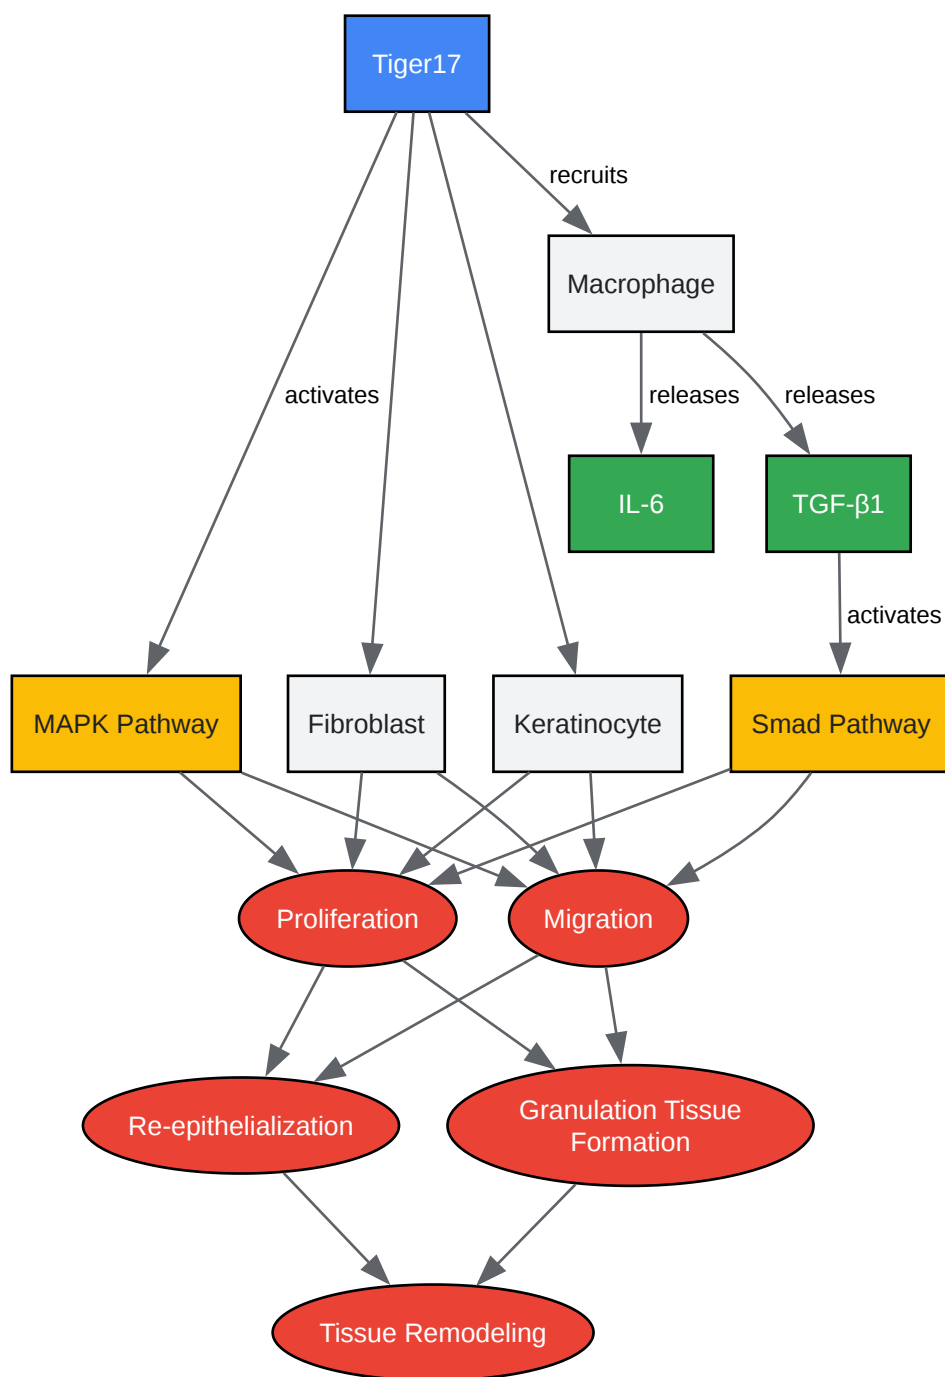 Tiger17
recruits
Macrophage
activates
releases
releases
IL-6
TGF-β1
activates
MAPK Pathway
Fibroblast
Keratinocyte
Smad Pathway
Proliferation
Migration
Re-epithelialization
Granulation Tissue
Formation
Tissue Remodeling